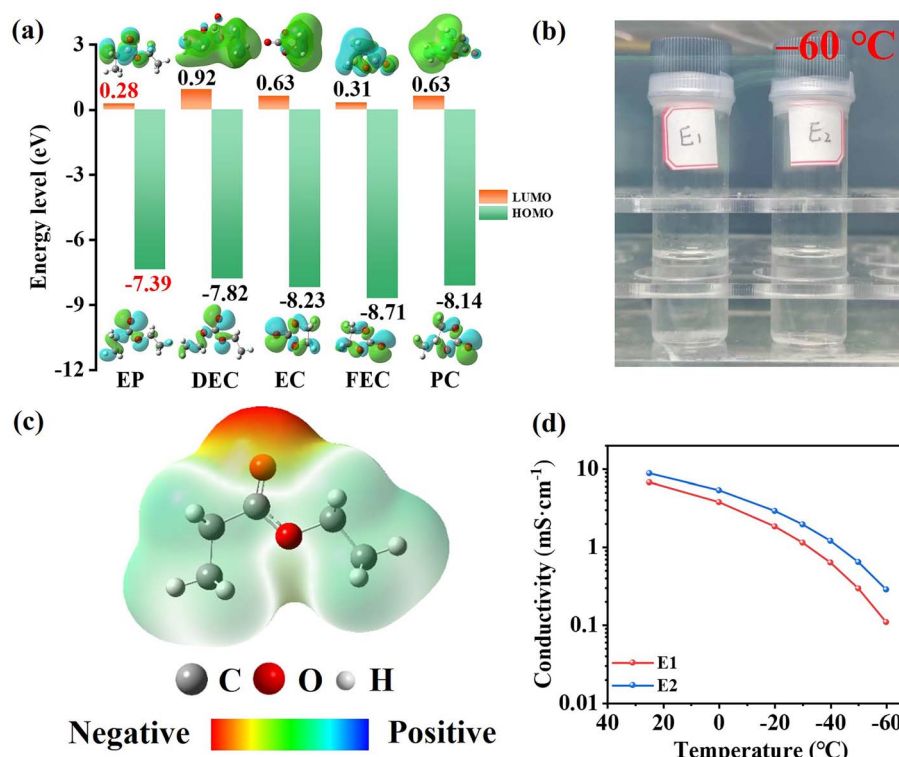 (a)
3
0
-3
-6
-9
-12
Energy level (eV)
0.28
0.92
0.63
0.31
0.63
LUMO
HOMO
-7.39
-7.82
-8.23
-8.71
-8.14
EP
DEC
EC
FEC
PC
(b)
–60 °C
E1
E2
(c)
C
O
H
Negative
Positive
(d)
Conductivity (mS·cm⁻¹)
10
1
0.1
0.01
E1
E2
40
20
0
-20
-40
-60
Temperature (°C)